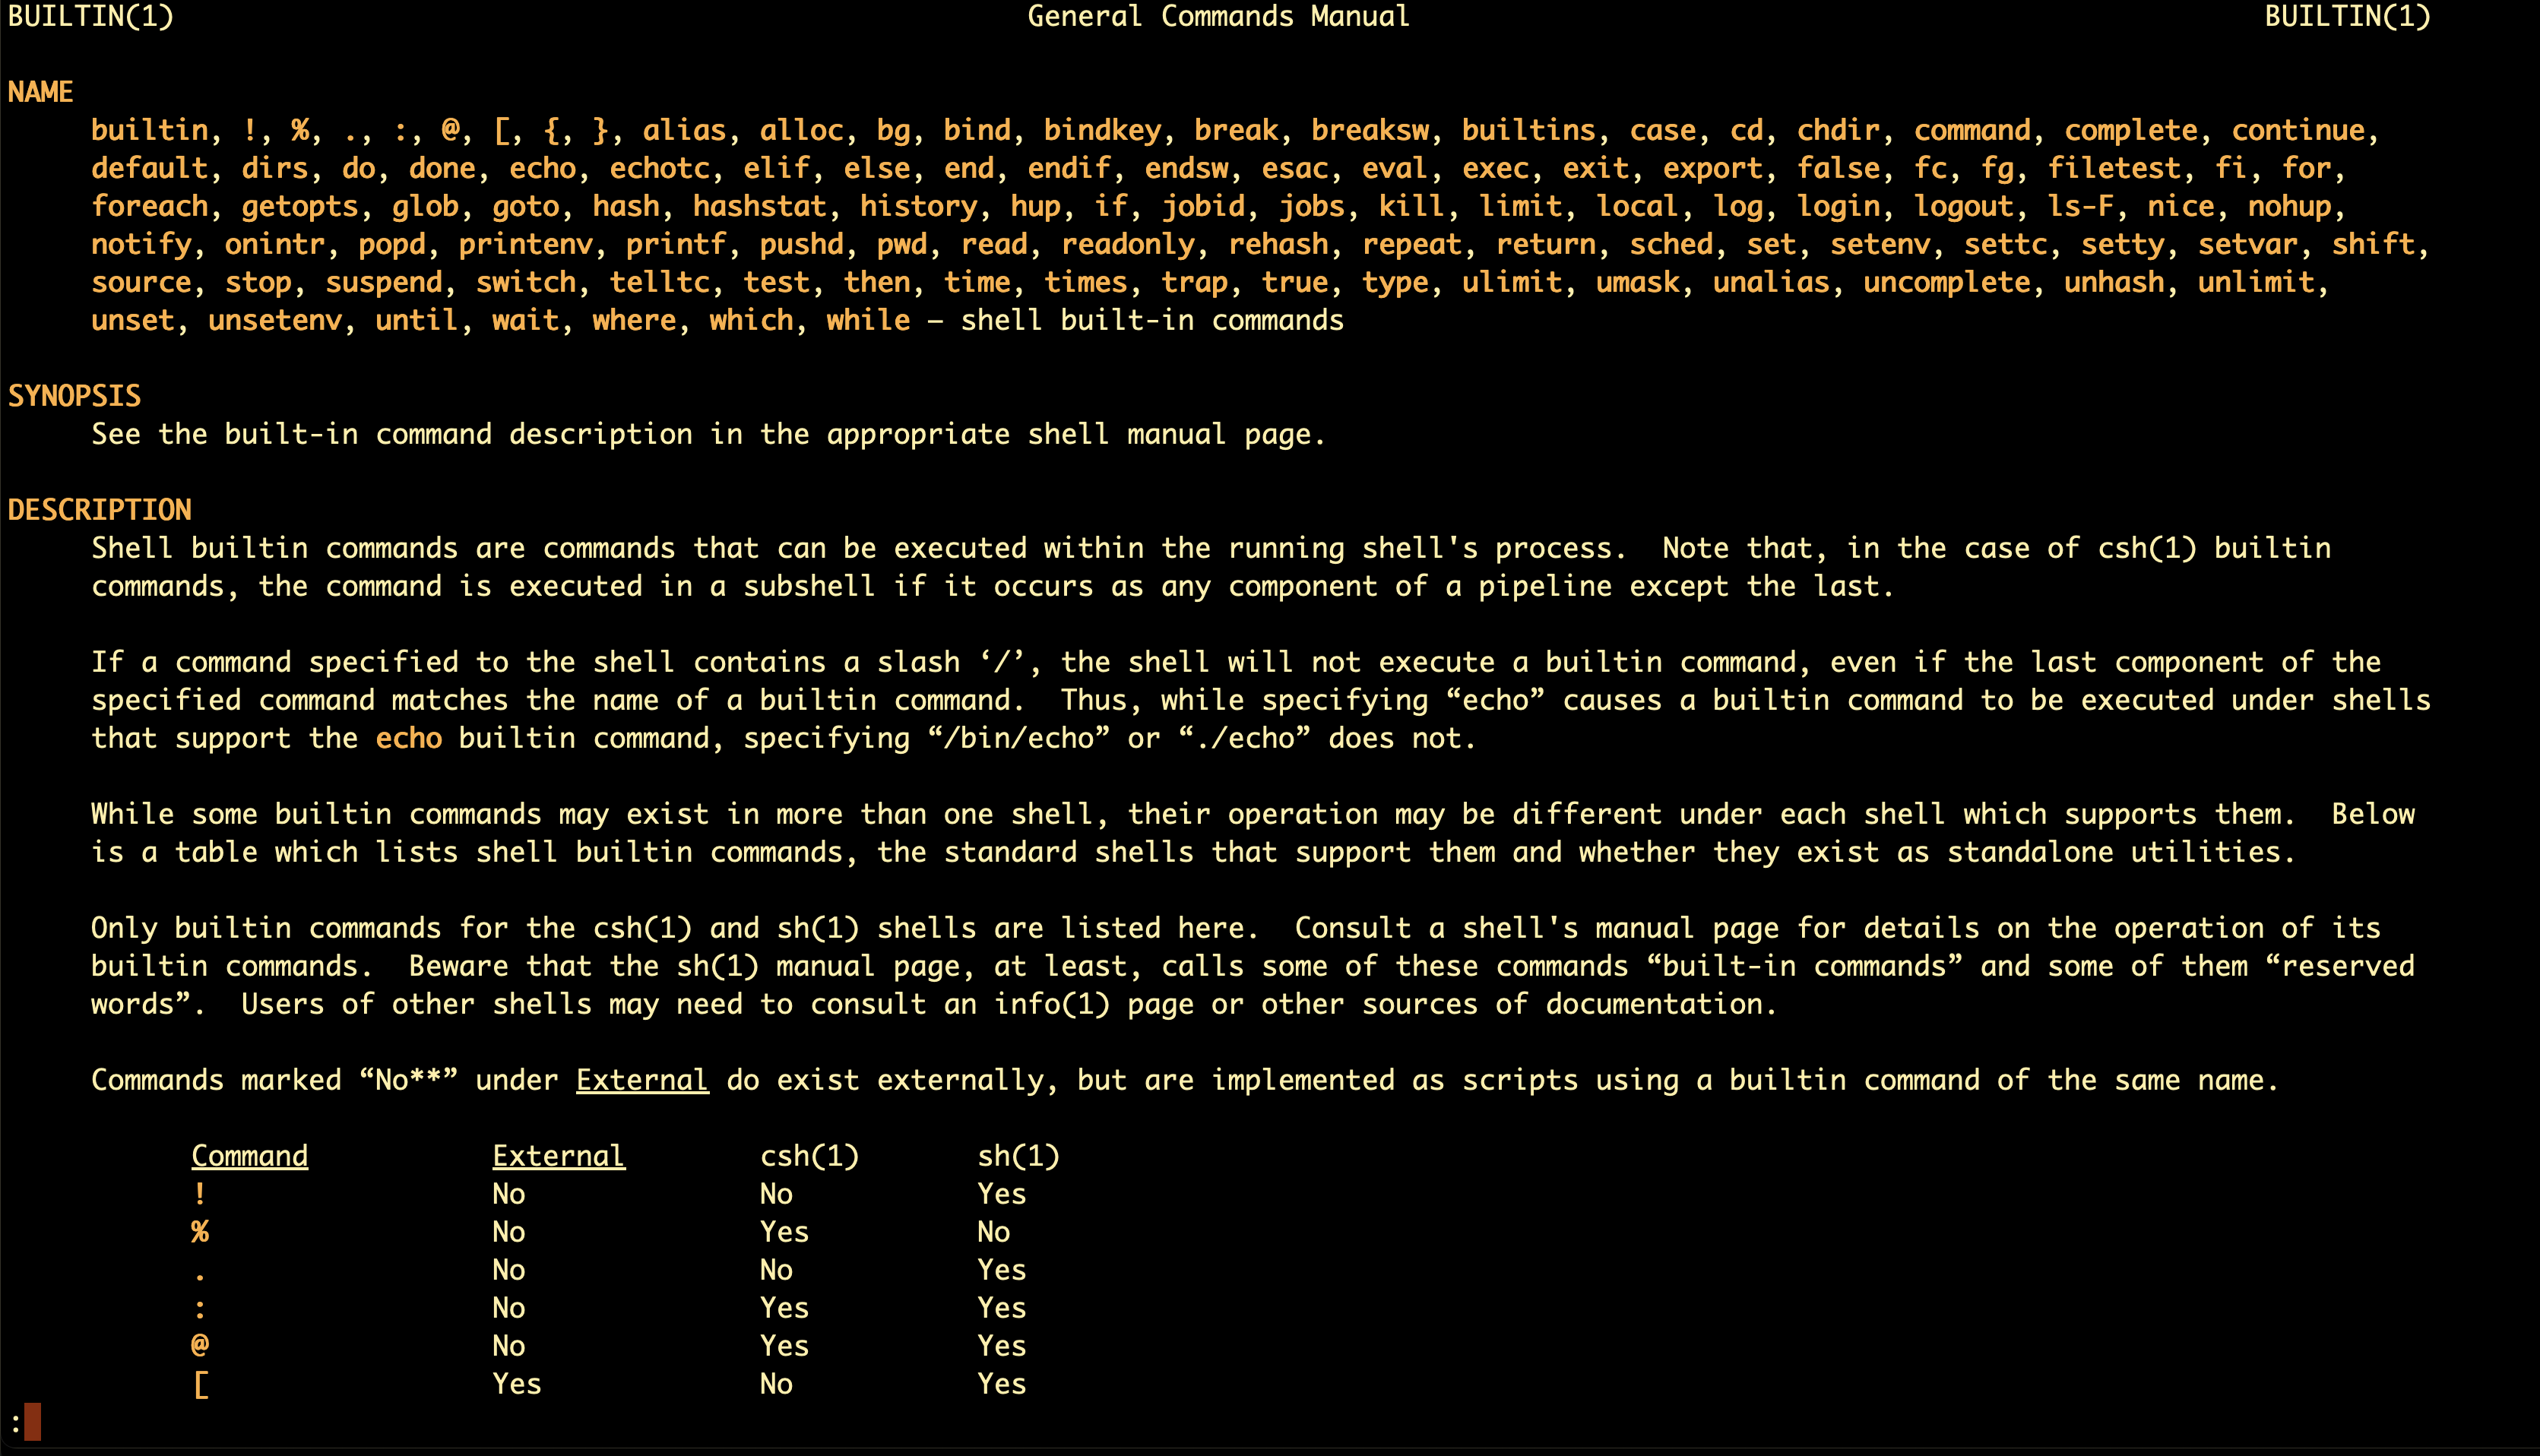 BUILTIN(1) General Commands Manual BUILTIN(1)
NAME
builtin, !, %, ., :, @, [, {, }, alias, alloc, bg, bind, bindkey, break, breaksw, builtins, case, cd, chdir, command, complete, continue,
default, dirs, do, done, echo, echotc, elif, else, end, endif, endsw, esac, eval, exec, exit, export, false, fc, fg, filetest, fi, for,
foreach, getopts, glob, goto, hash, hashstat, history, hup, if, jobid, jobs, kill, limit, local, log, login, logout, ls-F, nice, nohup,
notify, onintr, popd, printenv, printf, pushd, pwd, read, readonly, rehash, repeat, return, sched, set, setenv, settc, setty, setvar, shift,
source, stop, suspend, switch, telltc, test, then, time, times, trap, true, type, ulimit, umask, unalias, uncomplete, unhash, unlimit,
unset, unsetenv, until, wait, where, which, while – shell built-in commands
SYNOPSIS
See the built-in command description in the appropriate shell manual page.
DESCRIPTION
Shell builtin commands are commands that can be executed within the running shell's process. Note that, in the case of csh(1) builtin
commands, the command is executed in a subshell if it occurs as any component of a pipeline except the last.
If a command specified to the shell contains a slash ‘/’, the shell will not execute a builtin command, even if the last component of the
specified command matches the name of a builtin command. Thus, while specifying “echo” causes a builtin command to be executed under shells
that support the echo builtin command, specifying “/bin/echo” or “./echo” does not.
While some builtin commands may exist in more than one shell, their operation may be different under each shell which supports them. Below
is a table which lists shell builtin commands, the standard shells that support them and whether they exist as standalone utilities.
Only builtin commands for the csh(1) and sh(1) shells are listed here. Consult a shell's manual page for details on the operation of its
builtin commands. Beware that the sh(1) manual page, at least, calls some of these commands “built-in commands” and some of them “reserved
words”. Users of other shells may need to consult an info(1) page or other sources of documentation.
Commands marked “No**” under External do exist externally, but are implemented as scripts using a builtin command of the same name.
Command External csh(1) sh(1)
! No No Yes
% No Yes No
. No No Yes
: No Yes Yes
@ No Yes Yes
[ Yes No Yes
: